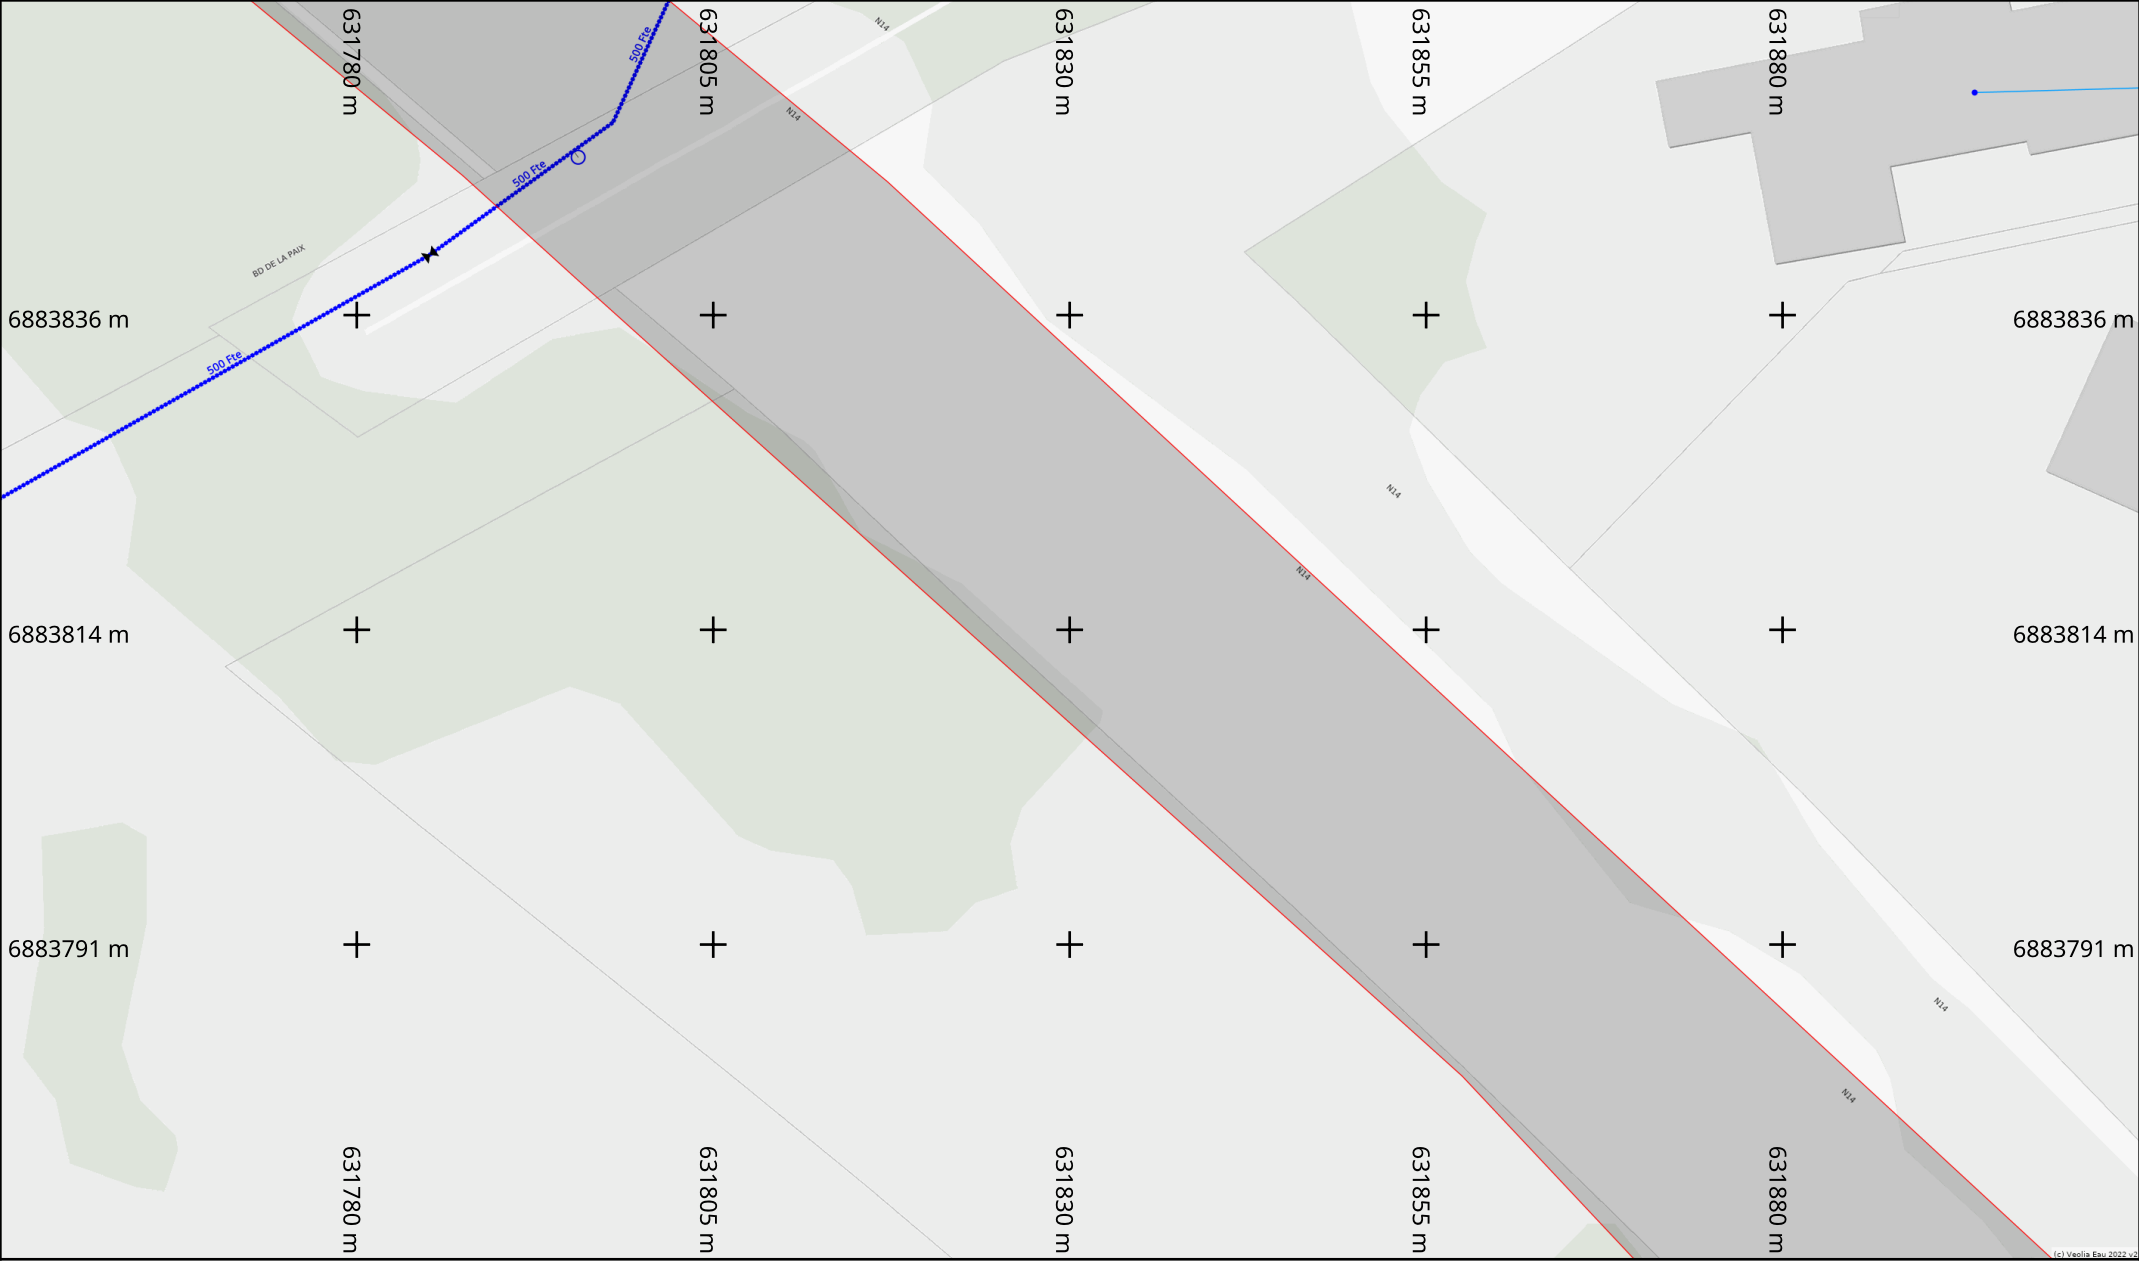 631780 m
631805 m
631830 m
631855 m
631880 m
N14
500 Fte
N14
500 Fte
BD DE LA PAIX
6883836 m
6883836 m
500 Fte
N14
N14
6883814 m
6883814 m
6883791 m
6883791 m
N14
N14
631780 m
631805 m
631830 m
631855 m
631880 m
(c) Veolia Eau 2022 v2